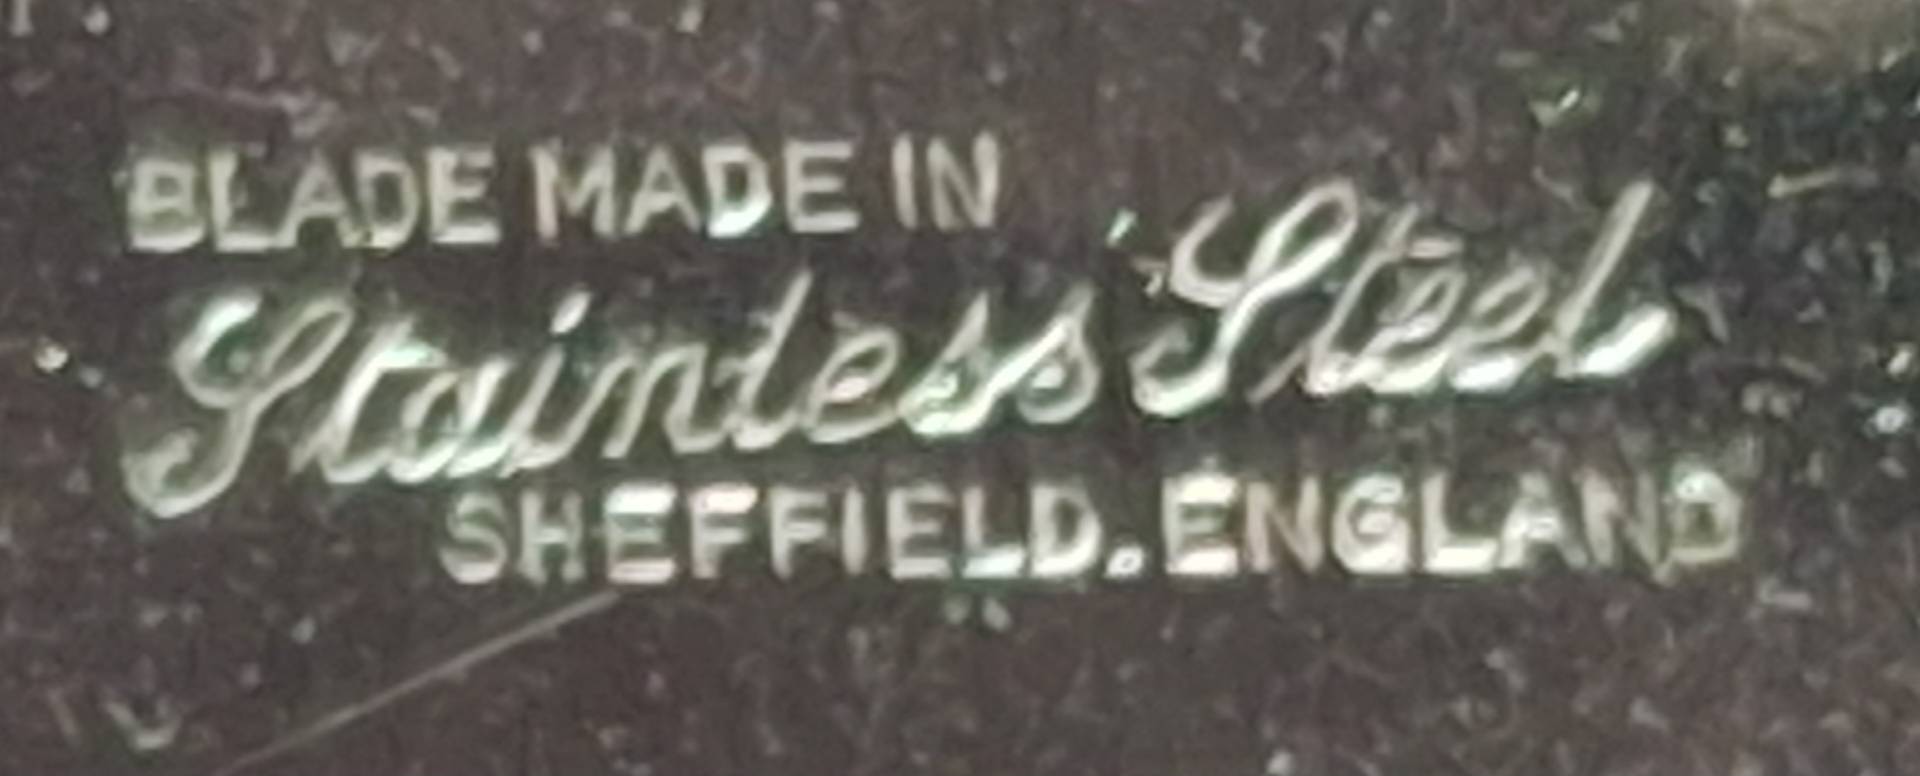 BLADE MADE IN
Stainless Steel
SHEFFIELD. ENGLAND